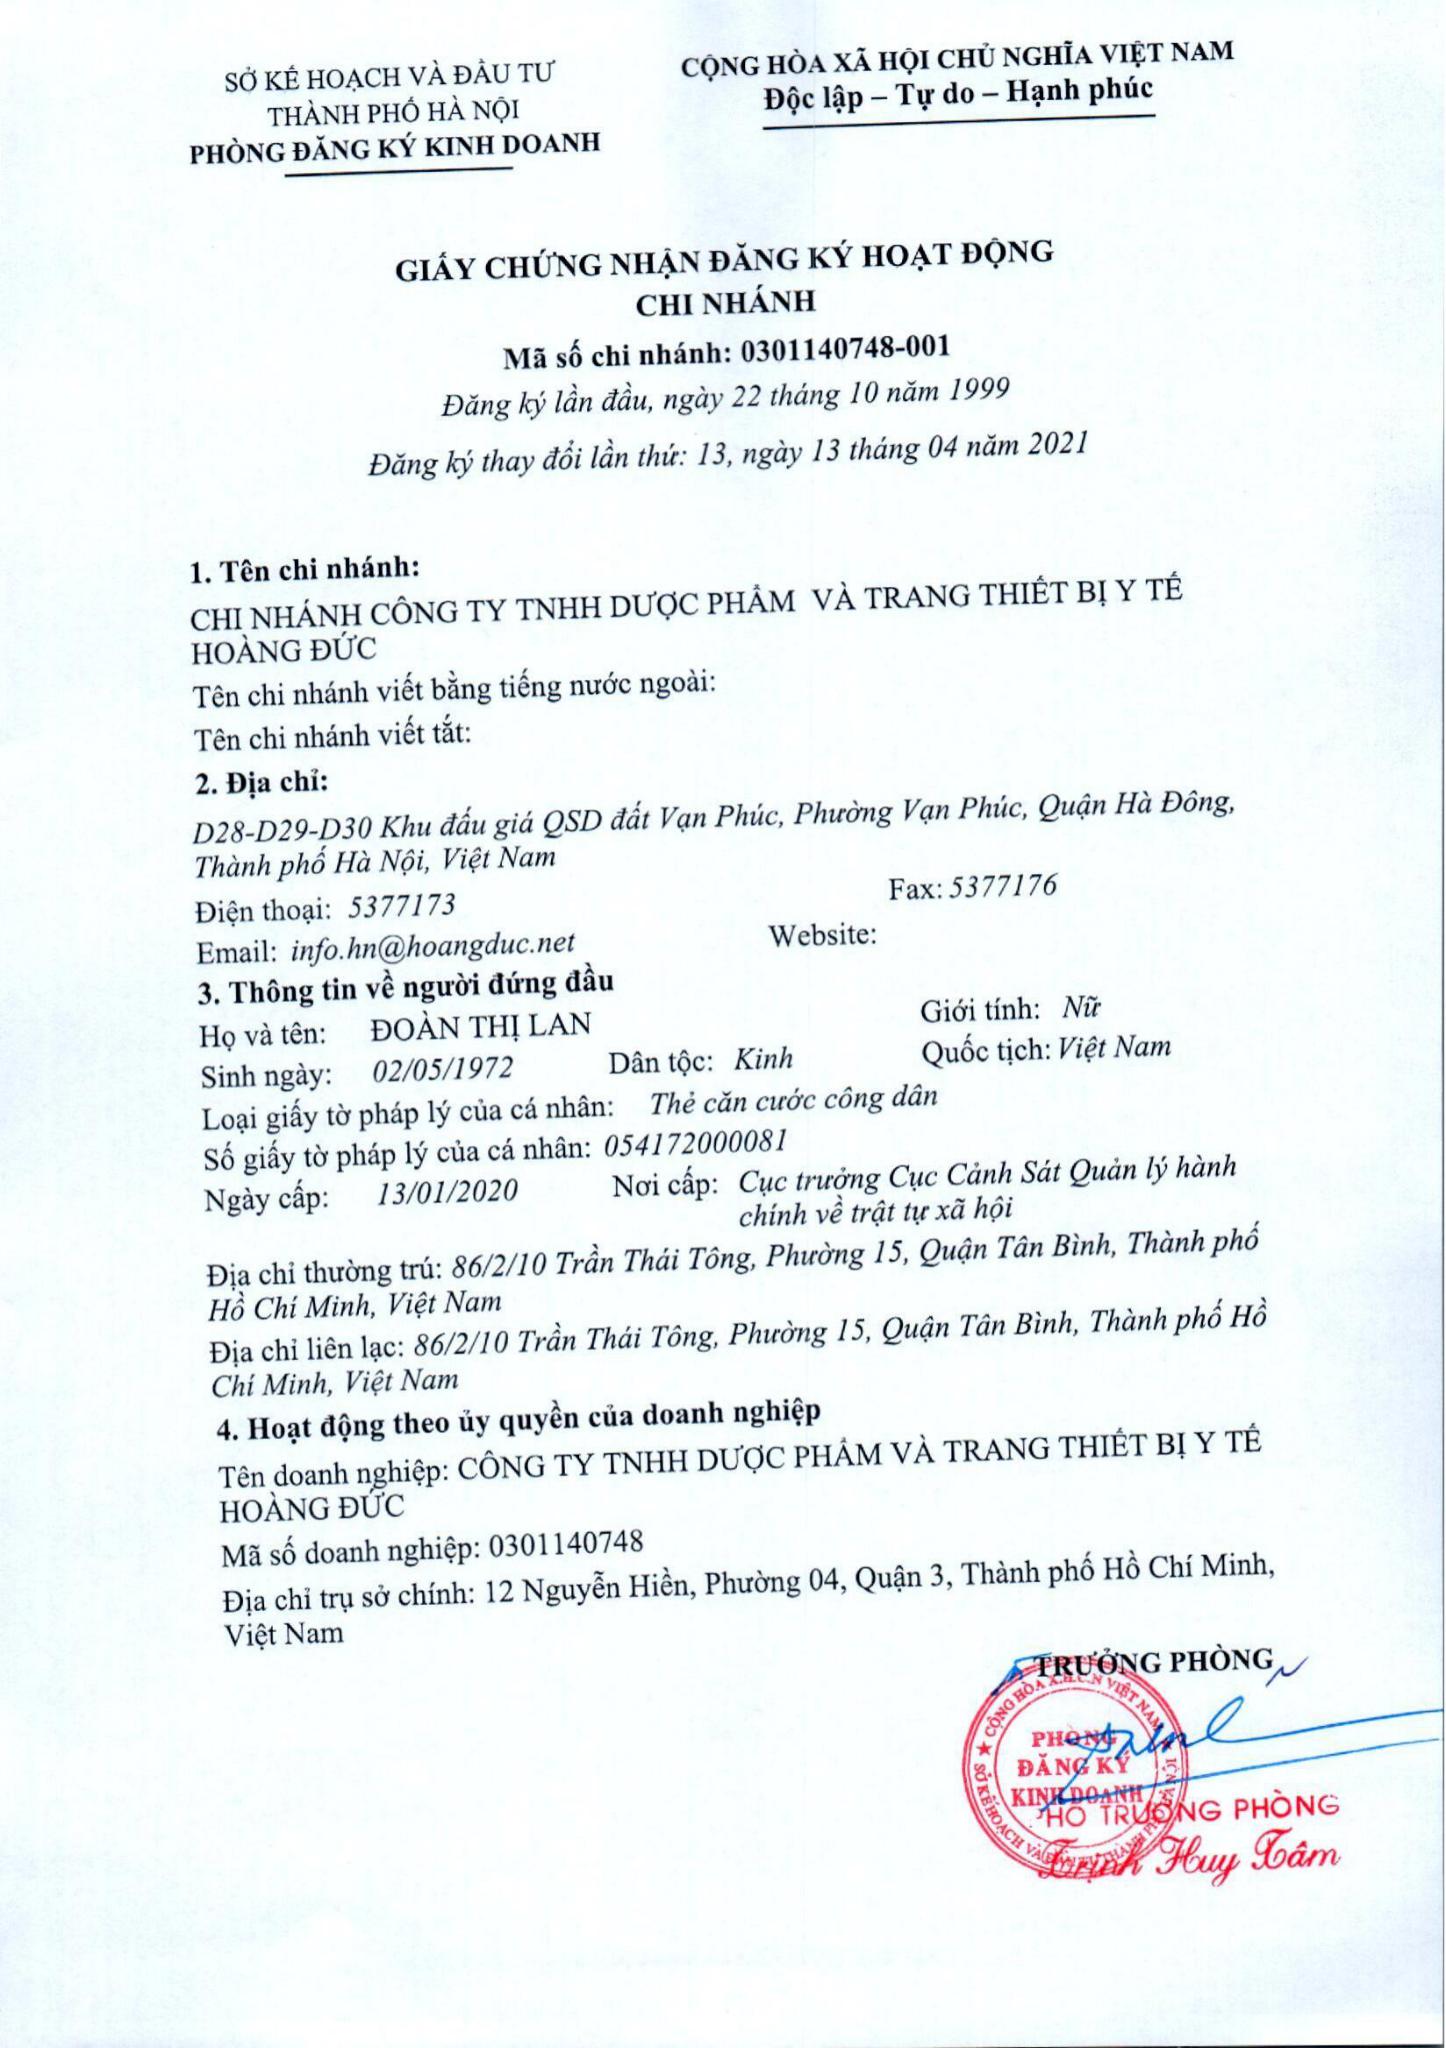 SỞ KẾ HOẠCH VÀ ĐẦU TƯ
THÀNH PHỐ HÀ NỘI
PHÒNG ĐĂNG KÝ KINH DOANH
CỘNG HÒA XÃ HỘI CHỦ NGHĨA VIỆT NAM
Độc lập – Tự do – Hạnh phúc
GIẤY CHỨNG NHẬN ĐĂNG KÝ HOẠT ĐỘNG
CHI NHÁNH
Mã số chi nhánh: 0301140748-001
Đăng ký lần đầu, ngày 22 tháng 10 năm 1999
Đăng ký thay đổi lần thứ: 13, ngày 13 tháng 04 năm 2021
1. Tên chi nhánh:
CHI NHÁNH CÔNG TY TNHH DƯỢC PHẨM VÀ TRANG THIẾT BỊ Y TẾ
HOÀNG ĐỨC
Tên chi nhánh viết bằng tiếng nước ngoài:
Tên chi nhánh viết tắt:
2. Địa chỉ:
D28-D29-D30 Khu đấu giá QSD đất Vạn Phúc, Phường Vạn Phúc, Quận Hà Đông,
Thành phố Hà Nội, Việt Nam
Điện thoại: 5377173 Fax: 5377176
Email: info.hn@hoangduc.net Website:
3. Thông tin về người đứng đầu
Họ và tên: ĐOÀN THỊ LAN Giới tính: Nữ
Sinh ngày: 02/05/1972 Dân tộc: Kinh Quốc tịch: Việt Nam
Loại giấy tờ pháp lý của cá nhân: Thẻ căn cước công dân
Số giấy tờ pháp lý của cá nhân: 054172000081
Ngày cấp: 13/01/2020 Nơi cấp: Cục trưởng Cục Cảnh Sát Quản lý hành
chính về trật tự xã hội
Địa chỉ thường trú: 86/2/10 Trần Thái Tông, Phường 15, Quận Tân Bình, Thành phố
Hồ Chí Minh, Việt Nam
Địa chỉ liên lạc: 86/2/10 Trần Thái Tông, Phường 15, Quận Tân Bình, Thành phố Hồ
Chí Minh, Việt Nam
4. Hoạt động theo ủy quyền của doanh nghiệp
Tên doanh nghiệp: CÔNG TY TNHH DƯỢC PHẨM VÀ TRANG THIẾT BỊ Y TẾ
HOÀNG ĐỨC
Mã số doanh nghiệp: 0301140748
Địa chỉ trụ sở chính: 12 Nguyễn Hiền, Phường 04, Quận 3, Thành phố Hồ Chí Minh,
Việt Nam
TRƯỞNG PHÒNG
CỘNG HÒA X.H.C.N VIỆT NAM
PHÒNG
ĐĂNG KÝ
KINH DOANH
SỞ KẾ HOẠCH VÀ ĐẦU TƯ THÀNH PHỐ HÀ NỘI
PHÓ TRƯỞNG PHÒNG
Trịnh Huy Tâm